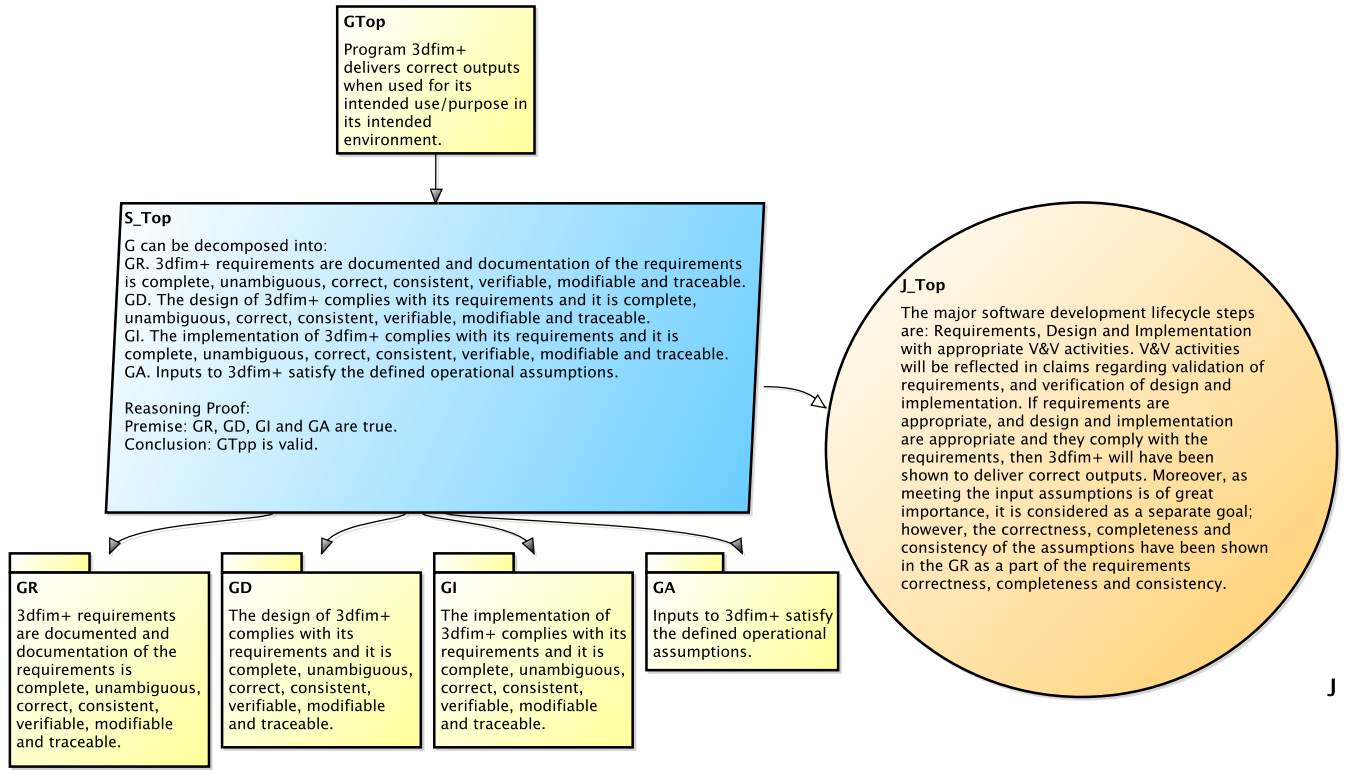 GTop
Program 3dfim+
delivers correct outputs
when used for its
intended use/purpose in
its intended
environment.
S_Top
G can be decomposed into:
GR. 3dfim+ requirements are documented and documentation of the requirements
is complete, unambiguous, correct, consistent, verifiable, modifiable and traceable.
GD. The design of 3dfim+ complies with its requirements and it is complete,
unambiguous, correct, consistent, verifiable, modifiable and traceable.
GI. The implementation of 3dfim+ complies with its requirements and it is
complete, unambiguous, correct, consistent, verifiable, modifiable and traceable.
GA. Inputs to 3dfim+ satisfy the defined operational assumptions.
Reasoning Proof:
Premise: GR, GD, GI and GA are true.
Conclusion: GTpp is valid.
J_Top
The major software development lifecycle steps
are: Requirements, Design and Implementation
with appropriate V&V activities. V&V activities
will be reflected in claims regarding validation of
requirements, and verification of design and
implementation. If requirements are
appropriate, and design and implementation
are appropriate and they comply with the
requirements, then 3dfim+ will have been
shown to deliver correct outputs. Moreover, as
meeting the input assumptions is of great
importance, it is considered as a separate goal;
however, the correctness, completeness and
consistency of the assumptions have been shown
in the GR as a part of the requirements
correctness, completeness and consistency.
J
GR
3dfim+ requirements
are documented and
documentation of the
requirements is
complete, unambiguous,
correct, consistent,
verifiable, modifiable
and traceable.
GD
The design of 3dfim+
complies with its
requirements and it is
complete, unambiguous,
correct, consistent,
verifiable, modifiable
and traceable.
GI
The implementation of
3dfim+ complies with its
requirements and it is
complete, unambiguous,
correct, consistent,
verifiable, modifiable
and traceable.
GA
Inputs to 3dfim+ satisfy
the defined operational
assumptions.